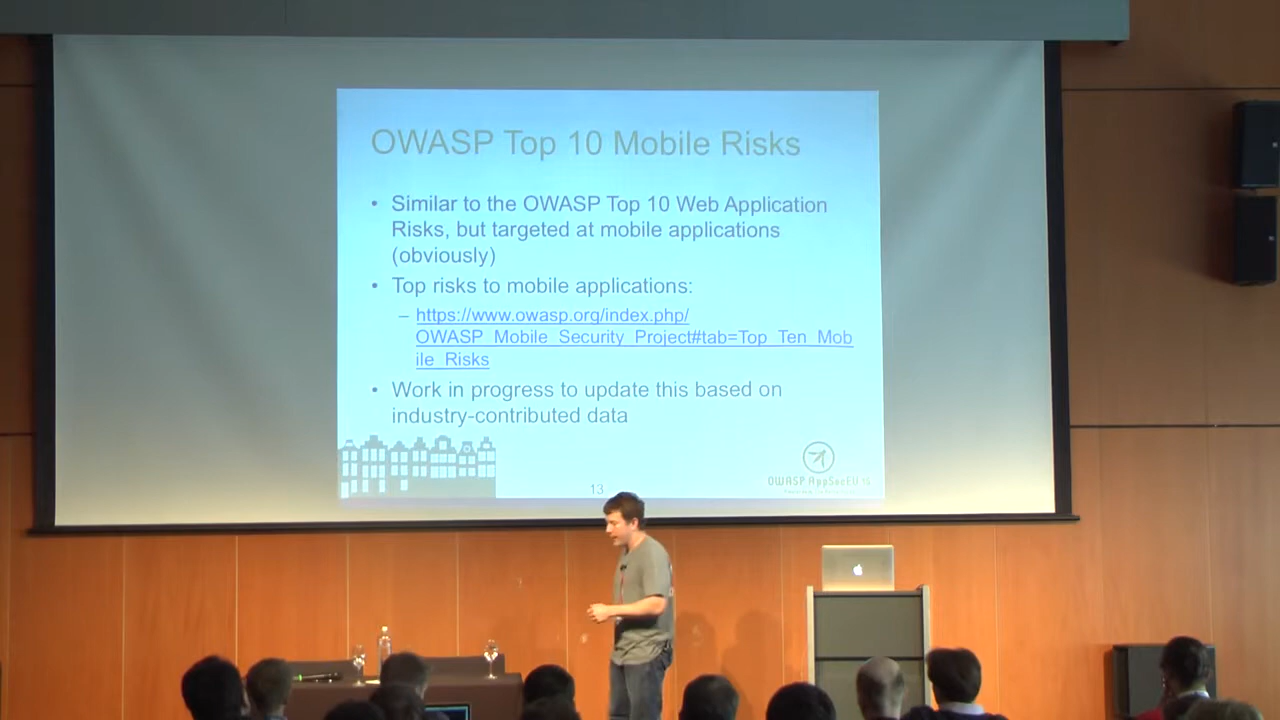 OWASP Top 10 Mobile Risks
• Similar to the OWASP Top 10 Web Application
Risks, but targeted at mobile applications
(obviously)
• Top risks to mobile applications:
– https://www.owasp.org/index.php/
OWASP_Mobile_Security_Project#tab=Top_Ten_Mob
ile_Risks
• Work in progress to update this based on
industry-contributed data
13
OWASP AppSecEU 15